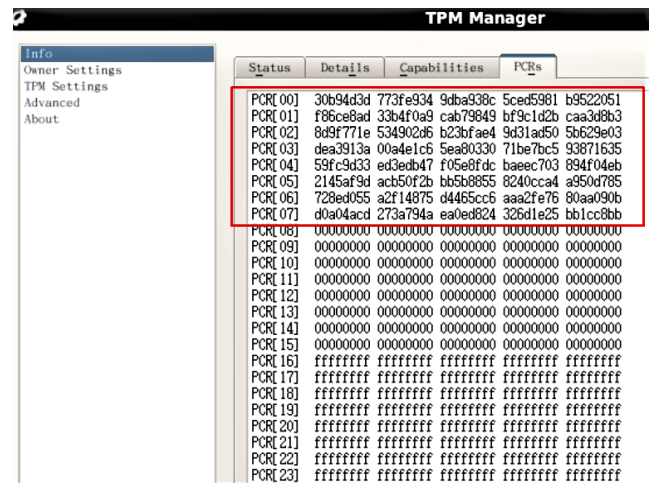 TPM Manager
Info
Owner Settings
TPM Settings
Advanced
About
Status Details Capabilities PCRs
PCR[00] 30b94d3d 773fe934 9dba938c 5ced5981 b9522051
PCR[01] f86ce8ad 33b4f0a9 cab79849 bf9c1d2b caa3d8b3
PCR[02] 8d9f771e 534902d6 b23bfae4 9d31ad50 5b629e03
PCR[03] dea3913a 00a4e1c6 5ea80330 71be7bc5 93871635
PCR[04] 59fc9d33 ed3edb47 f05e8fdc baeec703 894f04eb
PCR[05] 2145af9d acb50f2b bb5b8855 8240cca4 a950d785
PCR[06] 728ed055 a2f14875 d4465cc6 aaa2fe76 80aa090b
PCR[07] d0a04acd 273a794a ea0ed824 326d1e25 bb1cc8bb
PCR[08] 00000000 00000000 00000000 00000000 00000000
PCR[09] 00000000 00000000 00000000 00000000 00000000
PCR[10] 00000000 00000000 00000000 00000000 00000000
PCR[11] 00000000 00000000 00000000 00000000 00000000
PCR[12] 00000000 00000000 00000000 00000000 00000000
PCR[13] 00000000 00000000 00000000 00000000 00000000
PCR[14] 00000000 00000000 00000000 00000000 00000000
PCR[15] 00000000 00000000 00000000 00000000 00000000
PCR[16] ffffffff ffffffff ffffffff ffffffff ffffffff
PCR[17] ffffffff ffffffff ffffffff ffffffff ffffffff
PCR[18] ffffffff ffffffff ffffffff ffffffff ffffffff
PCR[19] ffffffff ffffffff ffffffff ffffffff ffffffff
PCR[20] ffffffff ffffffff ffffffff ffffffff ffffffff
PCR[21] ffffffff ffffffff ffffffff ffffffff ffffffff
PCR[22] ffffffff ffffffff ffffffff ffffffff ffffffff
PCR[23] ffffffff ffffffff ffffffff ffffffff ffffffff